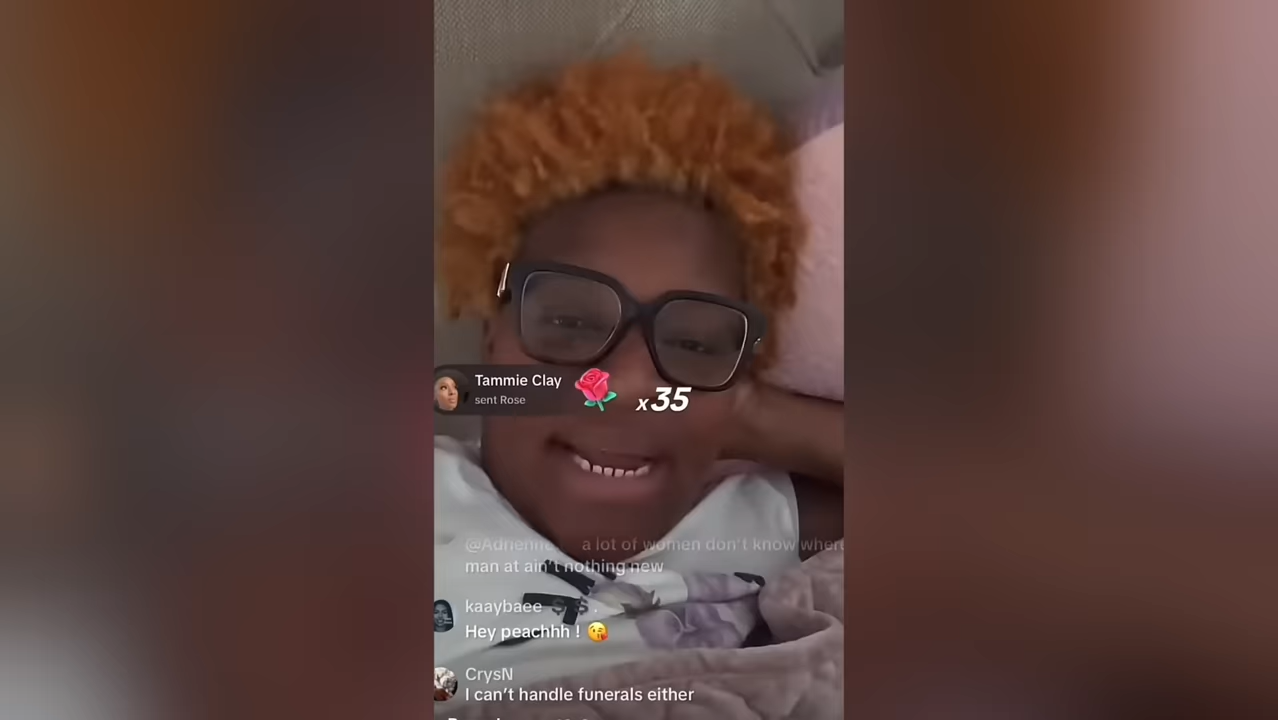 Tammie Clay
sent Rose
x35
@Adrienne a lot of women don't know where
man at ain't nothing new
kaaybaee $$ .
Hey peachhh ! 😘
CrysN
I can't handle funerals either